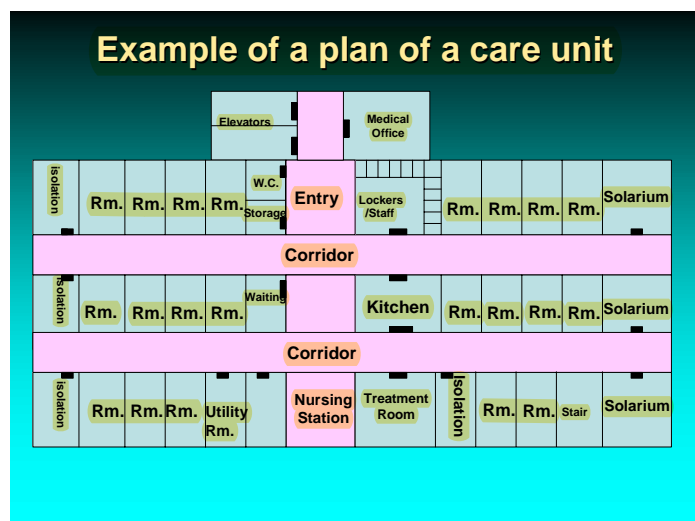 Example of a plan of a care unit
Elevators
Medical
Office
isolation
Rm. Rm. Rm. Rm.
W.C.
Storage
Entry
Lockers
/Staff
Rm. Rm. Rm. Rm.
Solarium
Corridor
isolation
Rm. Rm. Rm. Rm.
Waiting
Kitchen
Rm. Rm. Rm. Rm.
Solarium
Corridor
isolation
Rm. Rm. Rm.
Utility
Rm.
Nursing
Station
Treatment
Room
Isolation
Rm. Rm.
Stair
Solarium